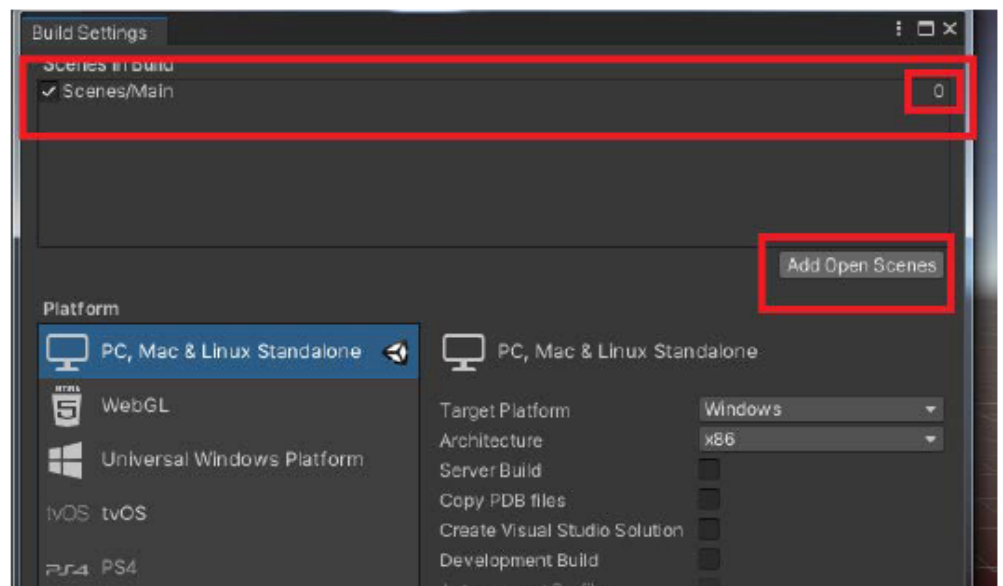 Build Settings
Scenes In Build
Scenes/Main 0
Add Open Scenes
Platform
PC, Mac & Linux Standalone
WebGL
Universal Windows Platform
tvOS tvOS
PS4 PS4
PC, Mac & Linux Standalone
Target Platform Windows
Architecture x86
Server Build
Copy PDB files
Create Visual Studio Solution
Development Build